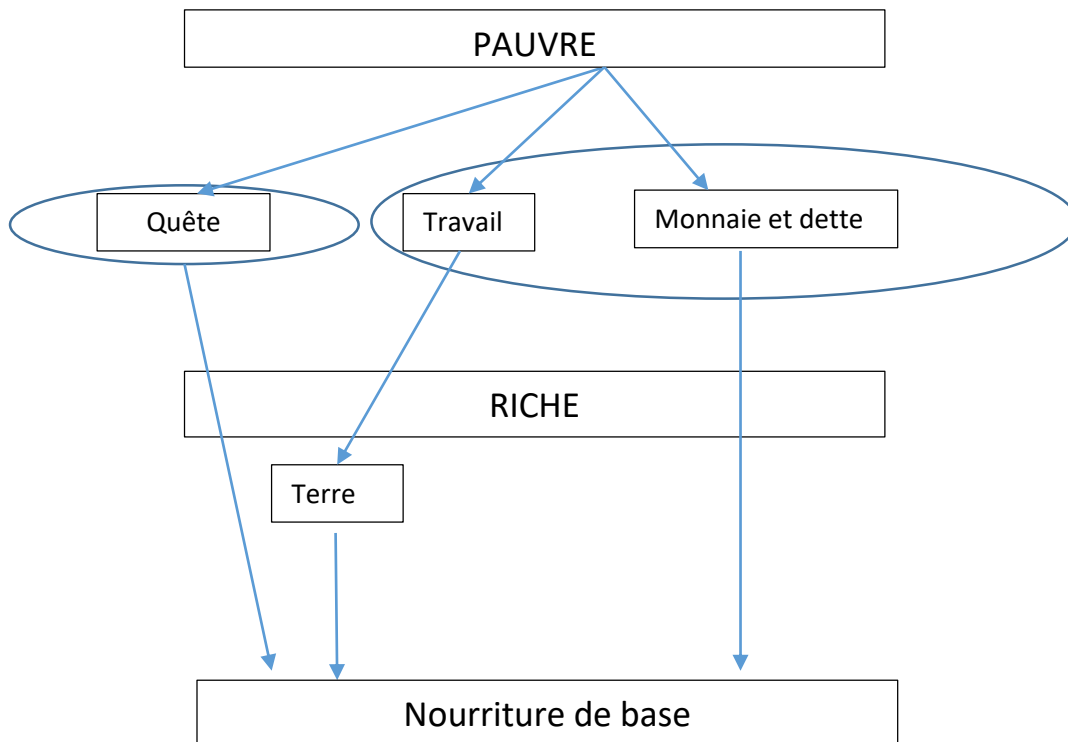 PAUVRE
Quête
Travail
Monnaie et dette
RICHE
Terre
Nourriture de base